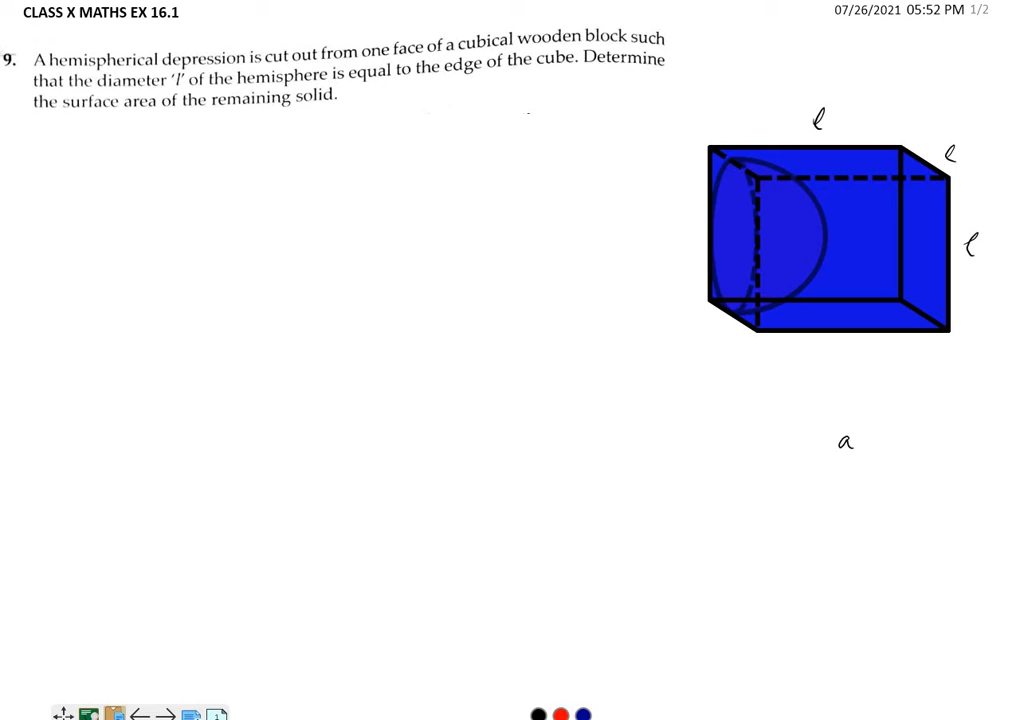 CLASS X MATHS EX 16.1
07/26/2021 05:52 PM 1/2
9. A hemispherical depression is cut out from one face of a cubical wooden block such
that the diameter 'l' of the hemisphere is equal to the edge of the cube. Determine
the surface area of the remaining solid.
l
l
l
a
1